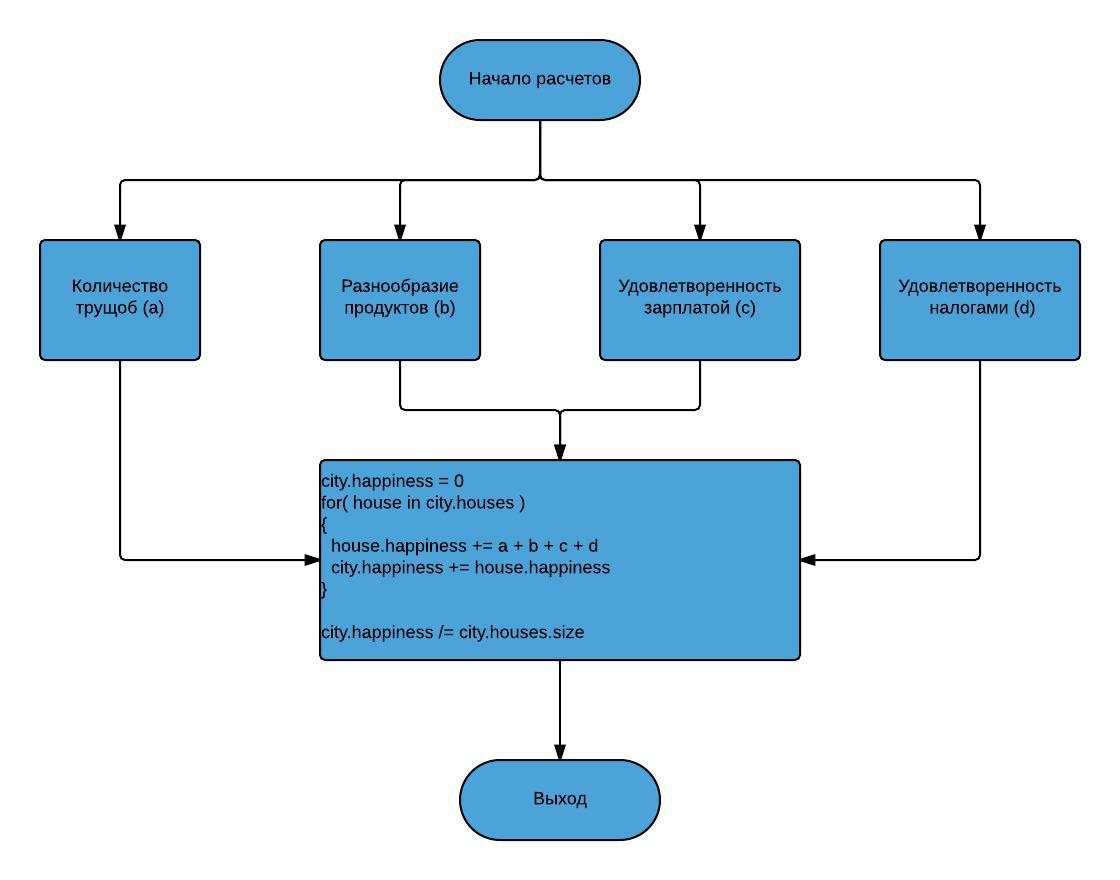 Начало расчетов
Количество
трущоб (a)
Разнообразие
продуктов (b)
Удовлетворенность
зарплатой (c)
Удовлетворенность
налогами (d)
city.happiness = 0
for( house in city.houses )
{
  house.happiness += a + b + c + d
  city.happiness += house.happiness
}
city.happiness /= city.houses.size
Выход